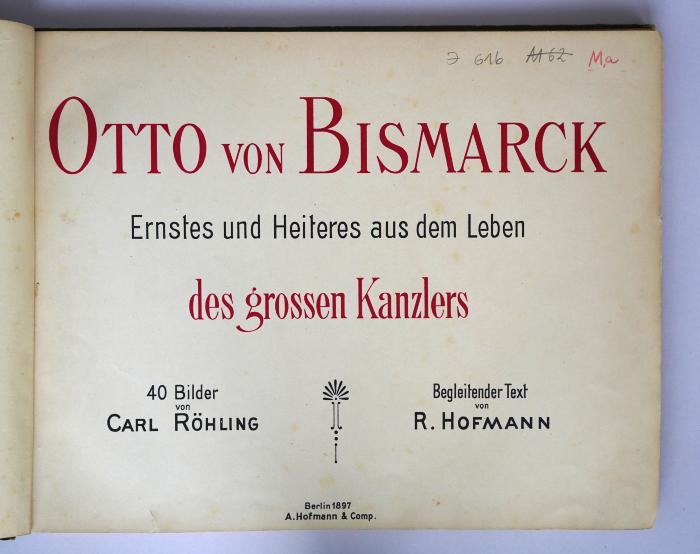 J 616 M62 Ma
OTTO VON BISMARCK
Ernstes und Heiteres aus dem Leben
des grossen Kanzlers
40 Bilder
von
CARL RÖHLING
Begleitender Text
von
R. HOFMANN
Berlin 1897
A. Hofmann & Comp.